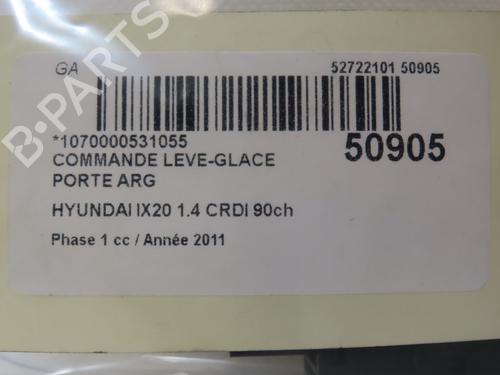 GA
52722101 50905
*1070000531055
50905
COMMANDE LEVE-GLACE
PORTE ARG
HYUNDAI IX20 1.4 CRDI 90ch
Phase 1 cc / Année 2011
B-PARTS